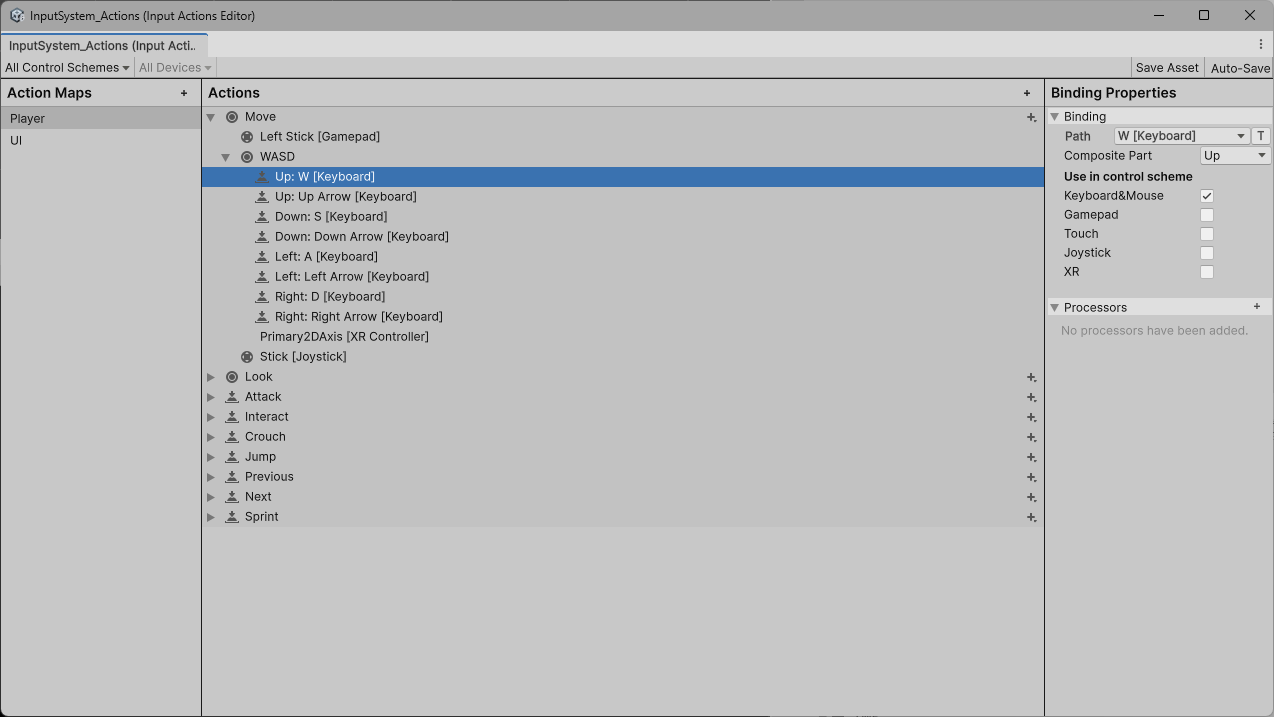 InputSystem_Actions (Input Actions Editor)
InputSystem_Actions (Input Acti..
All Control Schemes All Devices Save Asset Auto-Save
Action Maps +
Player
UI
Actions +
Move
Left Stick [Gamepad]
WASD
Up: W [Keyboard]
Up: Up Arrow [Keyboard]
Down: S [Keyboard]
Down: Down Arrow [Keyboard]
Left: A [Keyboard]
Left: Left Arrow [Keyboard]
Right: D [Keyboard]
Right: Right Arrow [Keyboard]
Primary2DAxis [XR Controller]
Stick [Joystick]
Look
Attack
Interact
Crouch
Jump
Previous
Next
Sprint
Binding Properties
Binding
Path W [Keyboard] T
Composite Part Up
Use in control scheme
Keyboard&Mouse
Gamepad
Touch
Joystick
XR
Processors +
No processors have been added.